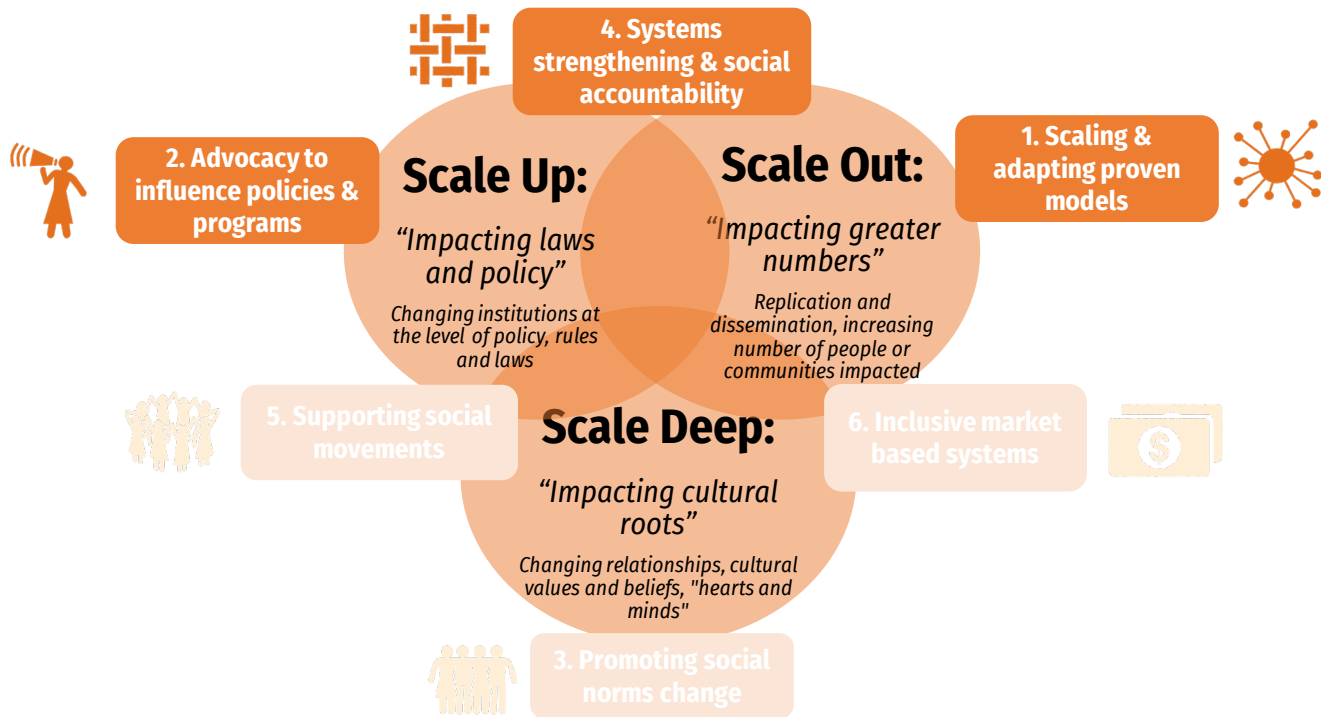 4. Systems
strengthening & social
accountability
2. Advocacy to
influence policies &
programs
1. Scaling &
adapting proven
models
Scale Up:
“Impacting laws
and policy”
Changing institutions at
the level of policy, rules
and laws
Scale Out:
“Impacting greater
numbers”
Replication and
dissemination, increasing
number of people or
communities impacted
5. Supporting social
movements
6. Inclusive market
based systems
$
Scale Deep:
“Impacting cultural
roots”
Changing relationships, cultural
values and beliefs, "hearts and
minds"
3. Promoting social
norms change